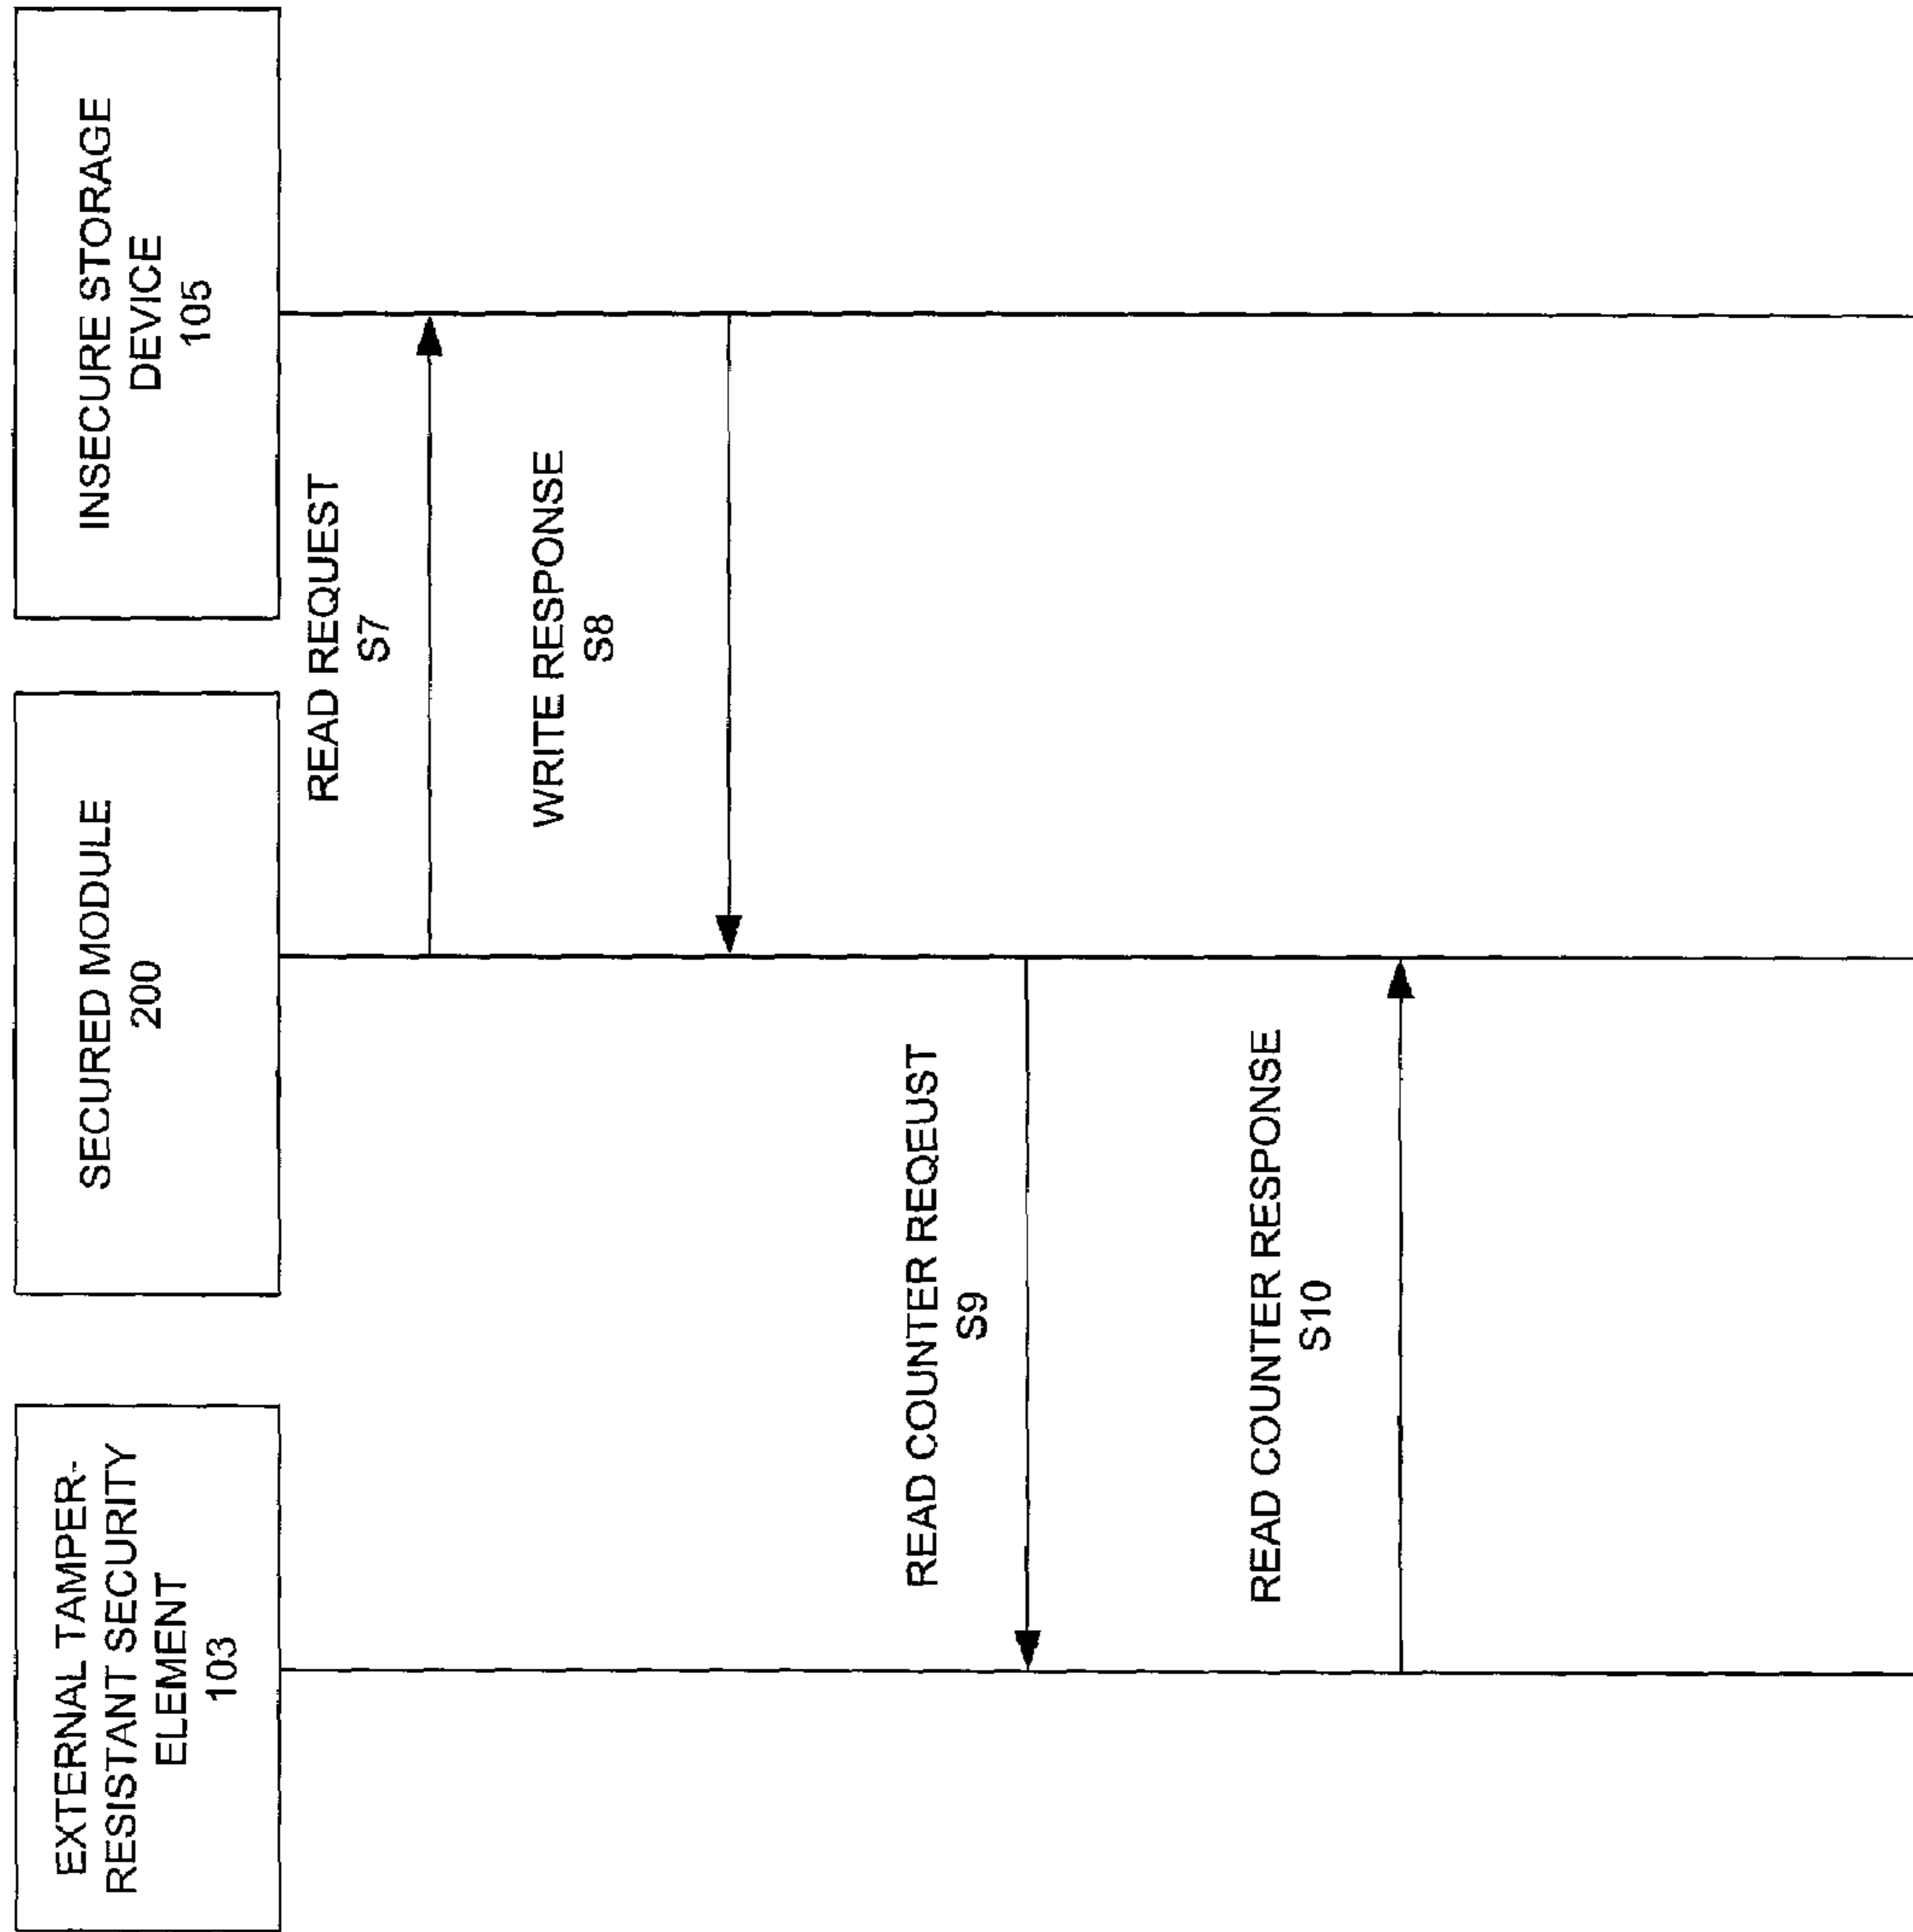 EXTERNAL TAMPER-
RESISTANT SECURITY
ELEMENT
103
SECURED MODULE
200
INSECURE STORAGE
DEVICE
105
READ REQUEST
S7
WRITE RESPONSE
S8
READ COUNTER REQEUST
S9
READ COUNTER RESPONSE
S10